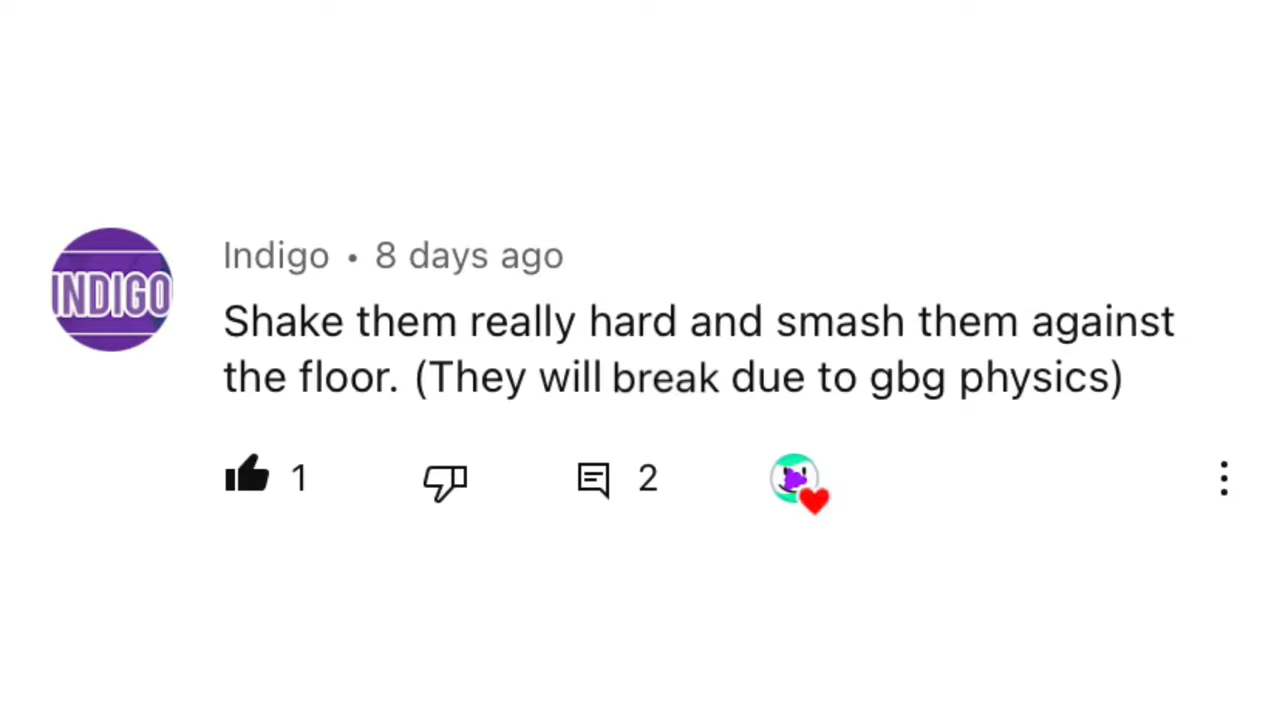 INDIGO
Indigo • 8 days ago
Shake them really hard and smash them against
the floor. (They will break due to gbg physics)
1
2